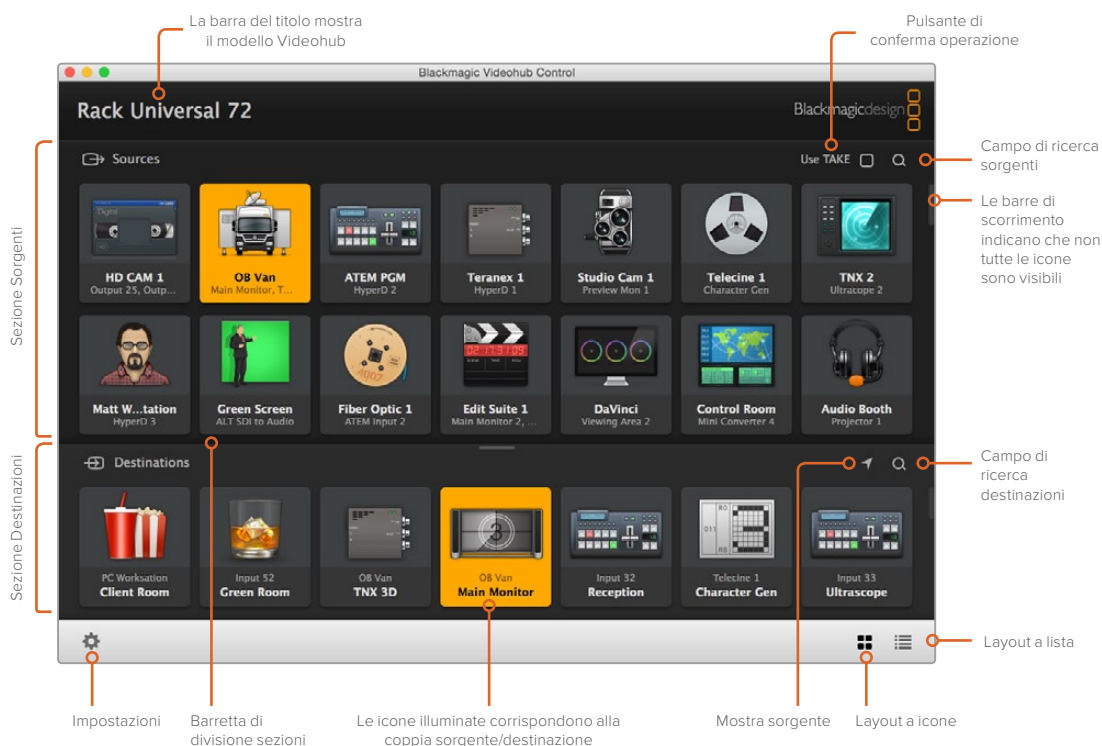 La barra del titolo mostra
il modello Videohub
Pulsante di
conferma operazione
Blackmagic Videohub Control
Rack Universal 72
Blackmagicdesign
Sezione Sorgenti
Sources
Use TAKE
Campo di ricerca
sorgenti
Le barre di
scorrimento
indicano che non
tutte le icone
sono visibili
Digital
HD CAM 1
Output 25, Outp...
OB Van
Main Monitor, T...
ATEM PGM
HyperD 2
Teranex 1
HyperD 1
Studio Cam 1
Preview Mon 1
Telecine 1
Character Gen
TNX 2
Ultrascope 2
Matt W...tation
HyperD 3
Green Screen
ALT SDI to Audio
4907
Fiber Optic 1
ATEM Input 2
Edit Suite 1
Main Monitor 2, ...
DaVinci
Viewing Area 2
Control Room
Mini Converter 4
Audio Booth
Projector 1
Sezione Destinazioni
Destinations
Campo di
ricerca
destinazioni
PC Worksation
Client Room
Input 52
Green Room
OB Van
TNX 3D
3
OB Van
Main Monitor
Input 32
Reception
RO
011
RB
Telecine 1
Character Gen
Input 33
Ultrascope
Layout a lista
Impostazioni
Barretta di
divisione sezioni
Le icone illuminate corrispondono alla
coppia sorgente/destinazione
Mostra sorgente
Layout a icone